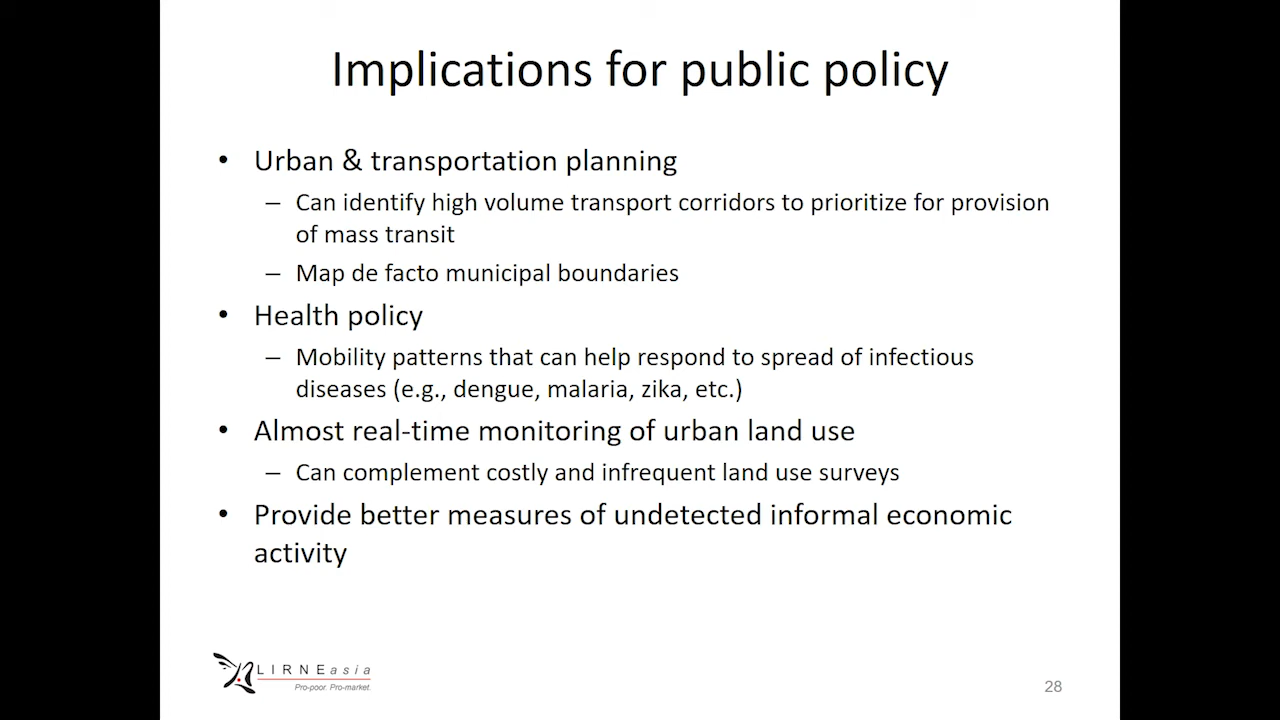 Implications for public policy
• Urban & transportation planning
– Can identify high volume transport corridors to prioritize for provision
of mass transit
– Map de facto municipal boundaries
• Health policy
– Mobility patterns that can help respond to spread of infectious
diseases (e.g., dengue, malaria, zika, etc.)
• Almost real-time monitoring of urban land use
– Can complement costly and infrequent land use surveys
• Provide better measures of undetected informal economic
activity
LIRNEasia
Pro-poor. Pro-market.
28